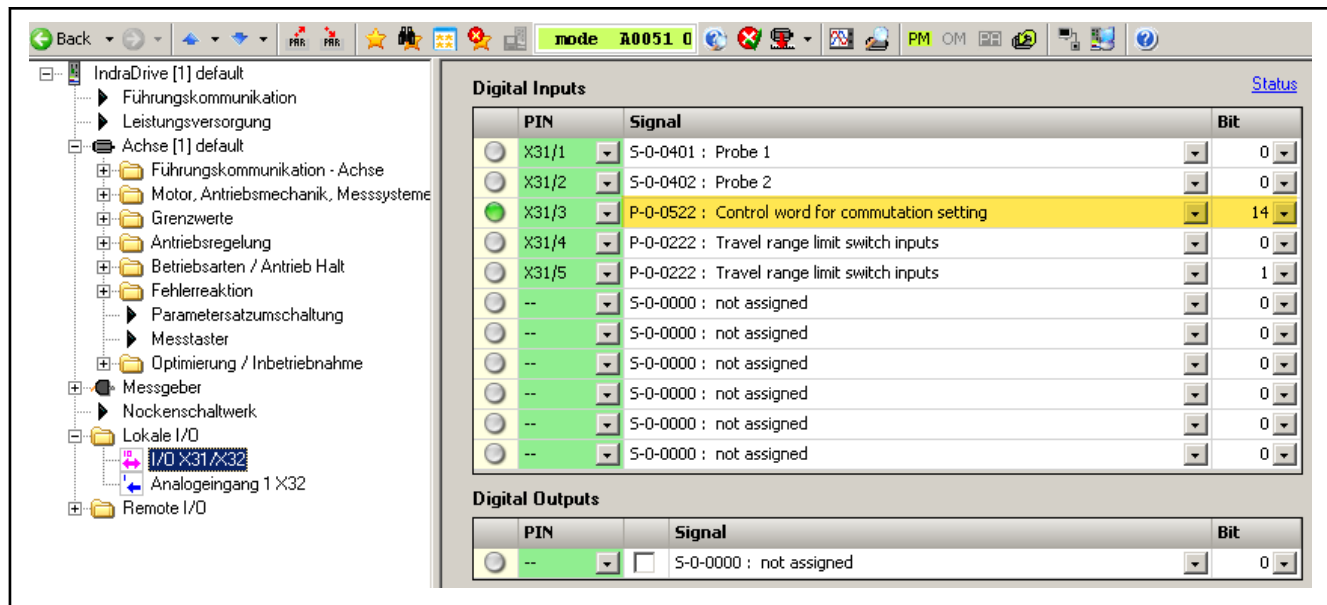 Back PAR PAR mode A0051 0 PM OM
IndraDrive [1] default
Führungskommunikation
Leistungsversorgung
Achse [1] default
Führungskommunikation - Achse
Motor, Antriebsmechanik, Messsysteme
Grenzwerte
Antriebsregelung
Betriebsarten / Antrieb Halt
Fehlerreaktion
Parametersatzumschaltung
Messtaster
Optimierung / Inbetriebnahme
Messgeber
Nockenschaltwerk
Lokale I/O
I/O X31/X32
Analogeingang 1 X32
Remote I/O
Digital Inputs Status
PIN Signal Bit
X31/1 S-0-0401 : Probe 1 0
X31/2 S-0-0402 : Probe 2 0
X31/3 P-0-0522 : Control word for commutation setting 14
X31/4 P-0-0222 : Travel range limit switch inputs 0
X31/5 P-0-0222 : Travel range limit switch inputs 1
-- S-0-0000 : not assigned 0
-- S-0-0000 : not assigned 0
-- S-0-0000 : not assigned 0
-- S-0-0000 : not assigned 0
-- S-0-0000 : not assigned 0
-- S-0-0000 : not assigned 0
Digital Outputs
PIN Signal Bit
-- S-0-0000 : not assigned 0